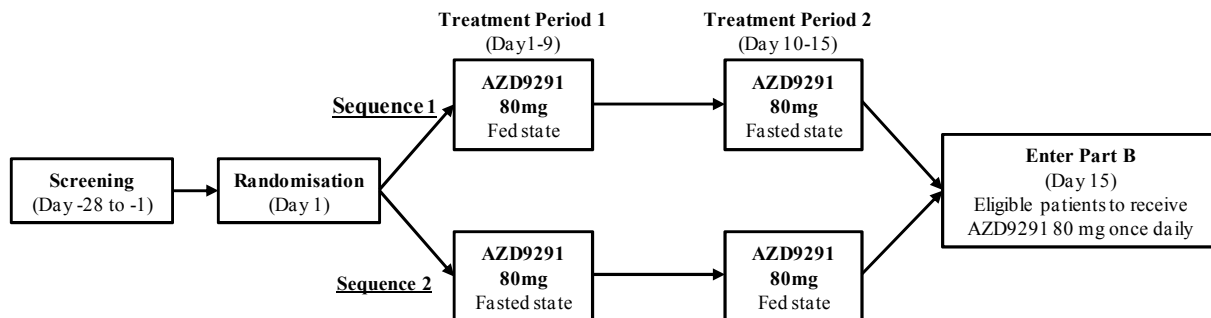 Treatment Period 1
(Day1-9)
Treatment Period 2
(Day 10-15)
Sequence 1
AZD9291
80mg
Fed state
AZD9291
80mg
Fasted state
Screening
(Day -28 to -1)
Randomisation
(Day 1)
Enter Part B
(Day 15)
Eligible patients to receive
AZD9291 80 mg once daily
Sequence 2
AZD9291
80mg
Fasted state
AZD9291
80mg
Fed state